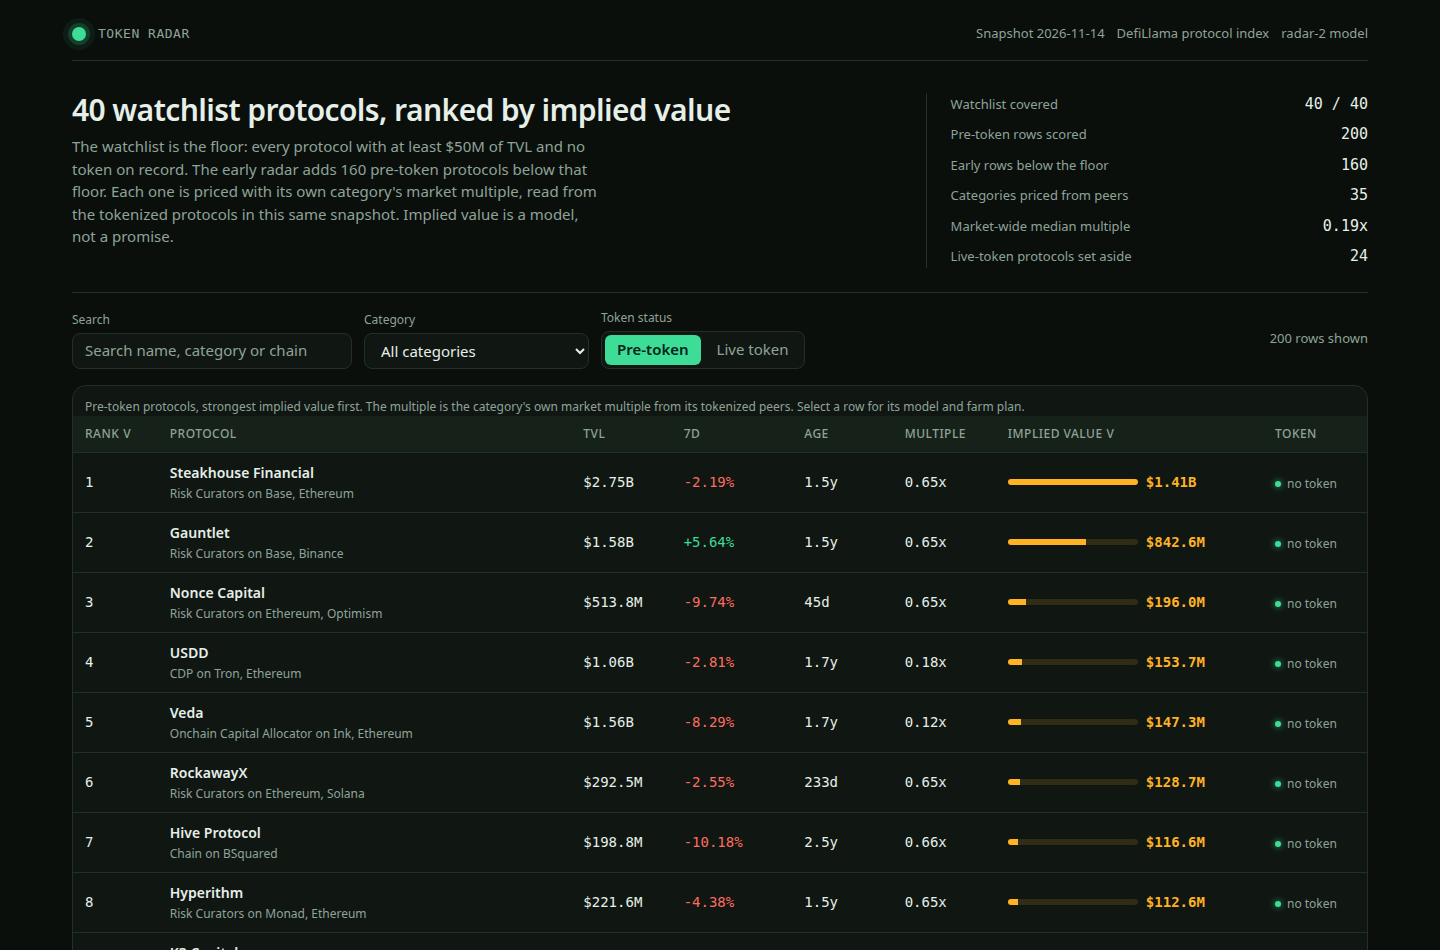 TOKEN RADAR
Snapshot 2026-11-14 DefiLlama protocol index radar-2 model
40 watchlist protocols, ranked by implied value
The watchlist is the floor: every protocol with at least $50M of TVL and no
token on record. The early radar adds 160 pre-token protocols below that
floor. Each one is priced with its own category's market multiple, read from
the tokenized protocols in this same snapshot. Implied value is a model,
not a promise.
Watchlist covered 40 / 40
Pre-token rows scored 200
Early rows below the floor 160
Categories priced from peers 35
Market-wide median multiple 0.19x
Live-token protocols set aside 24
Search Category Token status
Search name, category or chain All categories Pre-token Live token
200 rows shown
Pre-token protocols, strongest implied value first. The multiple is the category's own market multiple from its tokenized peers. Select a row for its model and farm plan.
RANK V PROTOCOL TVL 7D AGE MULTIPLE IMPLIED VALUE V TOKEN
1 Steakhouse Financial $2.75B -2.19% 1.5y 0.65x $1.41B no token
Risk Curators on Base, Ethereum
2 Gauntlet $1.58B +5.64% 1.5y 0.65x $842.6M no token
Risk Curators on Base, Binance
3 Nonce Capital $513.8M -9.74% 45d 0.65x $196.0M no token
Risk Curators on Ethereum, Optimism
4 USDD $1.06B -2.81% 1.7y 0.18x $153.7M no token
CDP on Tron, Ethereum
5 Veda $1.56B -8.29% 1.7y 0.12x $147.3M no token
Onchain Capital Allocator on Ink, Ethereum
6 RockawayX $292.5M -2.55% 233d 0.65x $128.7M no token
Risk Curators on Ethereum, Solana
7 Hive Protocol $198.8M -10.18% 2.5y 0.66x $116.6M no token
Chain on BSquared
8 Hyperithm $221.6M -4.38% 1.5y 0.65x $112.6M no token
Risk Curators on Monad, Ethereum